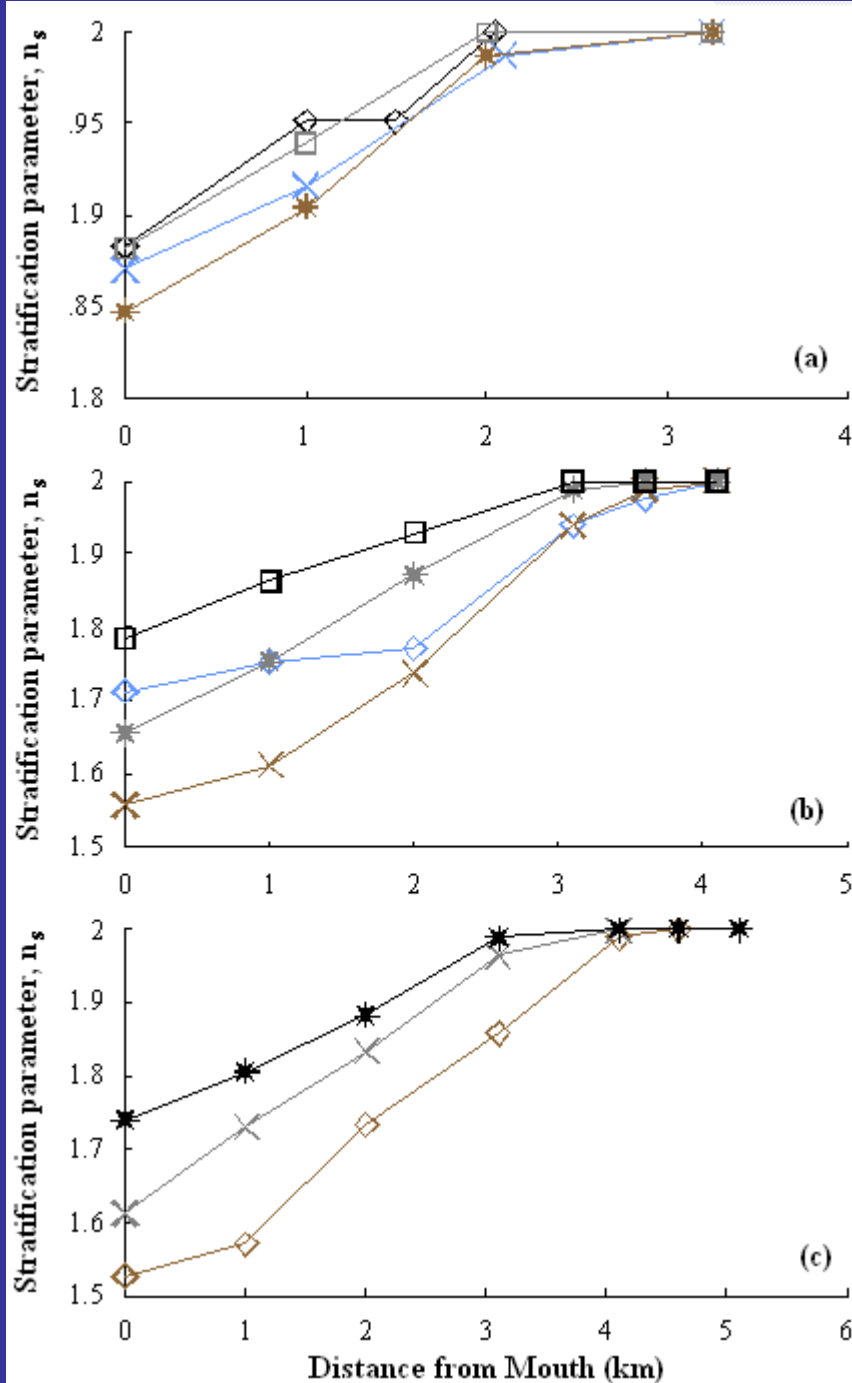 Stratification parameter, nₛ
2
.95
1.9
.85
1.8
0 1 2 3 4
(a)
Stratification parameter, nₛ
2
1.9
1.8
1.7
1.6
1.5
0 1 2 3 4 5
(b)
Stratification parameter, nₛ
2
1.9
1.8
1.7
1.6
1.5
0 1 2 3 4 5 6
(c)
Distance from Mouth (km)